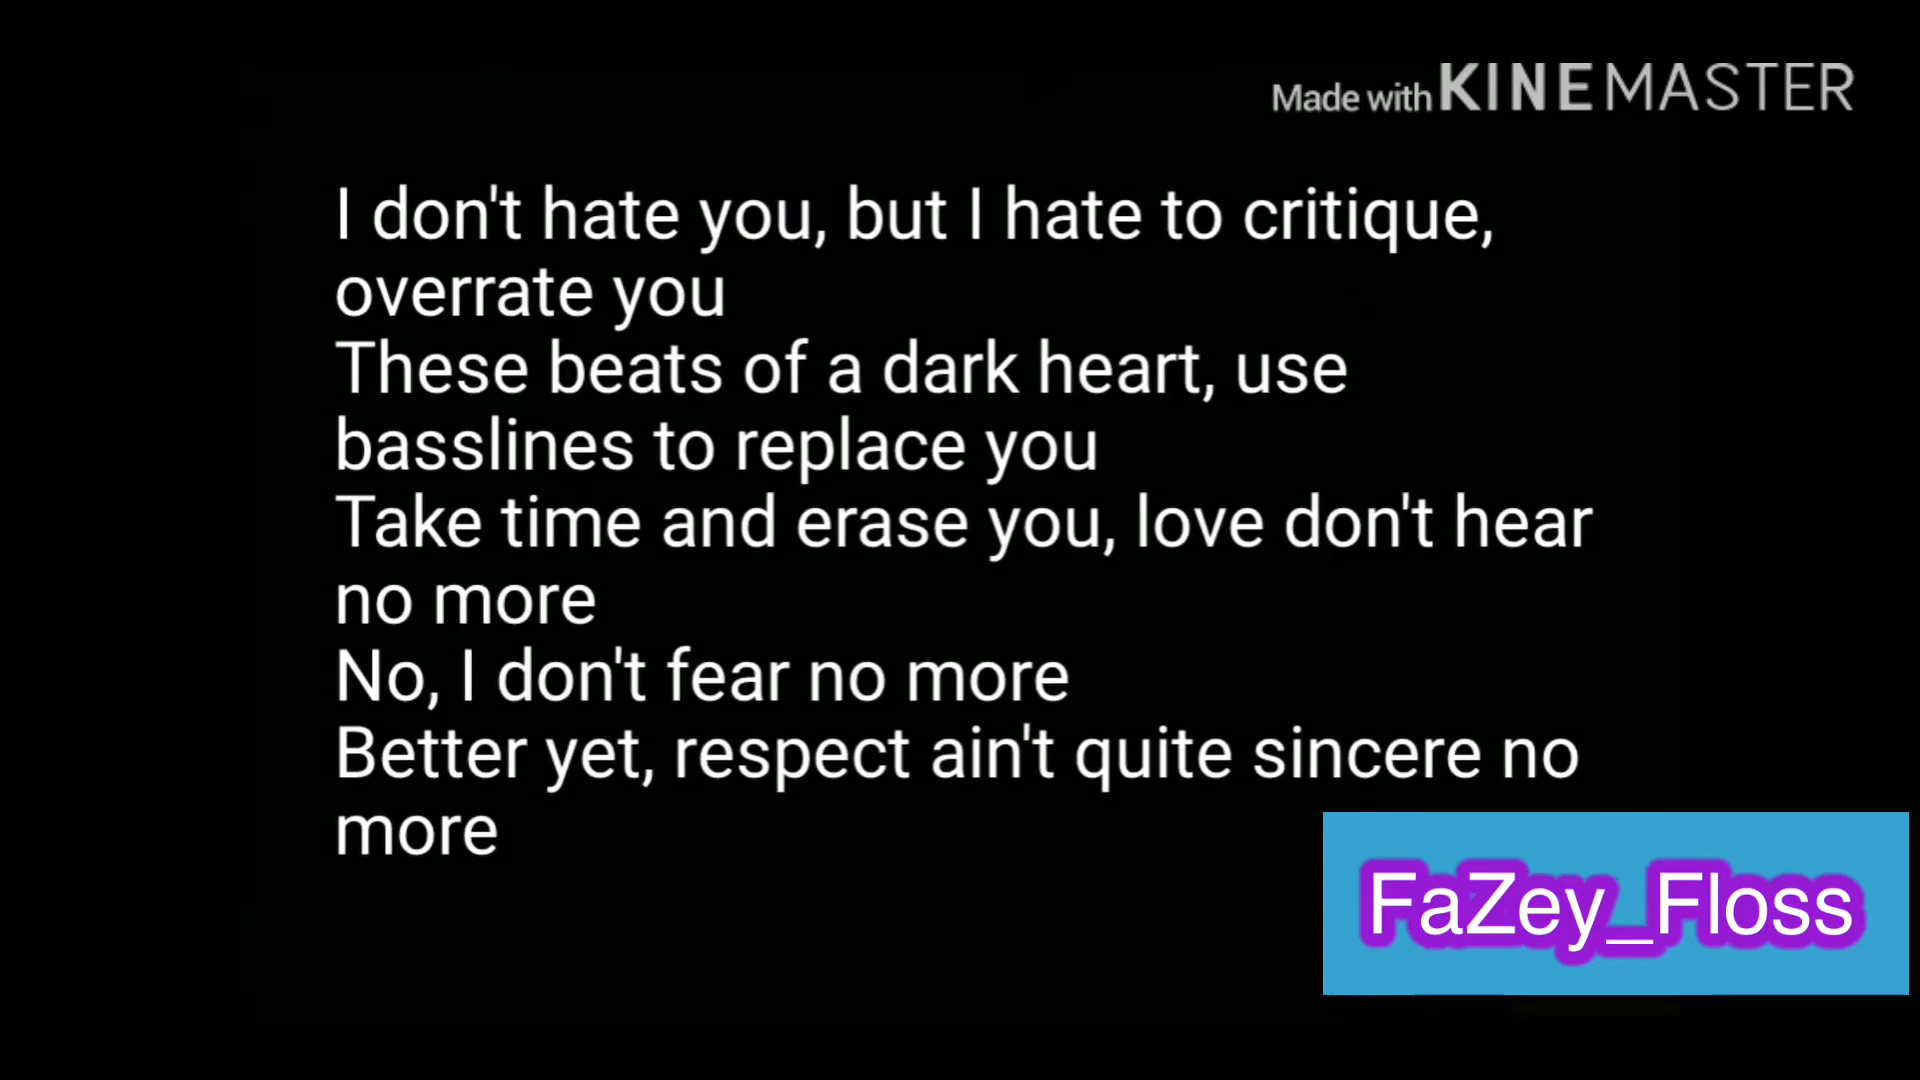 Made with KINEMASTER
I don't hate you, but I hate to critique,
overrate you
These beats of a dark heart, use
basslines to replace you
Take time and erase you, love don't hear
no more
No, I don't fear no more
Better yet, respect ain't quite sincere no
more
FaZey_Floss